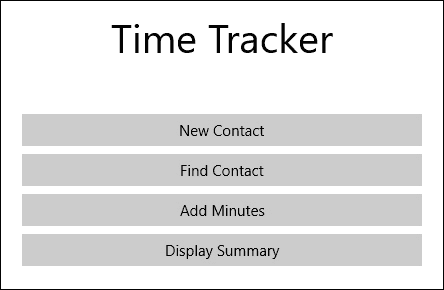 Time Tracker
New Contact
Find Contact
Add Minutes
Display Summary